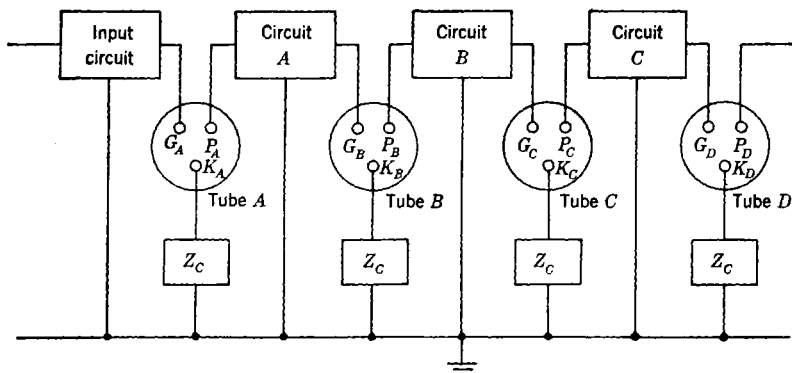 Input
circuit
Circuit
A
Circuit
B
Circuit
C
G_A P_A
K_A
Tube A
G_B P_B
K_B
Tube B
G_C P_C
K_C
Tube C
G_D P_D
K_D
Tube D
Z_C
Z_C
Z_C
Z_C